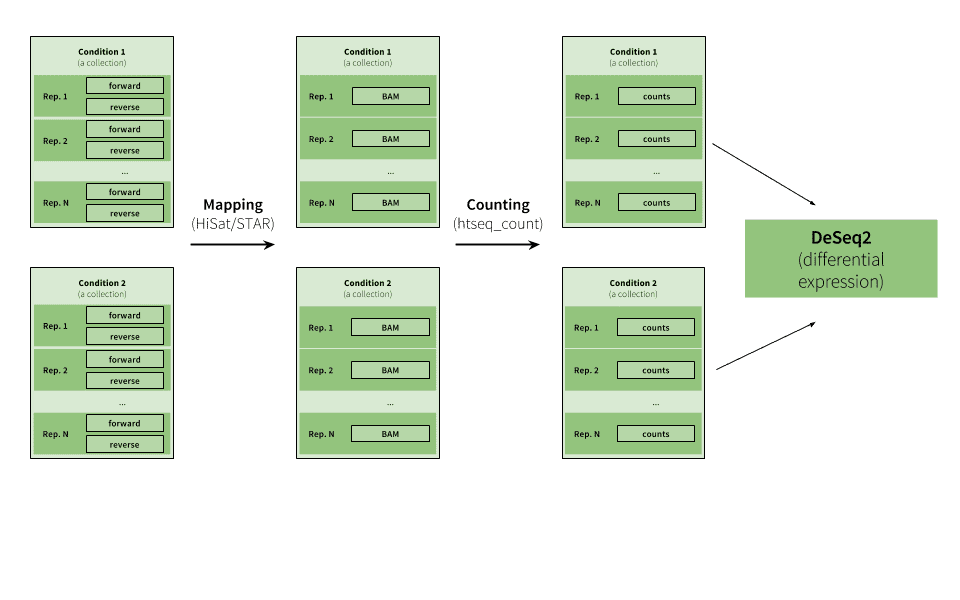 Condition 1
(a collection)
Rep. 1
forward
reverse
Rep. 2
forward
reverse
...
Rep. N
forward
reverse
Condition 2
(a collection)
Rep. 1
forward
reverse
Rep. 2
forward
reverse
...
Rep. N
forward
reverse
Mapping
(HiSat/STAR)
Condition 1
(a collection)
Rep. 1
BAM
Rep. 2
BAM
...
Rep. N
BAM
Condition 2
(a collection)
Rep. 1
BAM
Rep. 2
BAM
...
Rep. N
BAM
Counting
(htseq_count)
Condition 1
(a collection)
Rep. 1
counts
Rep. 2
counts
...
Rep. N
counts
Condition 2
(a collection)
Rep. 1
counts
Rep. 2
counts
...
Rep. N
counts
DeSeq2
(differential
expression)